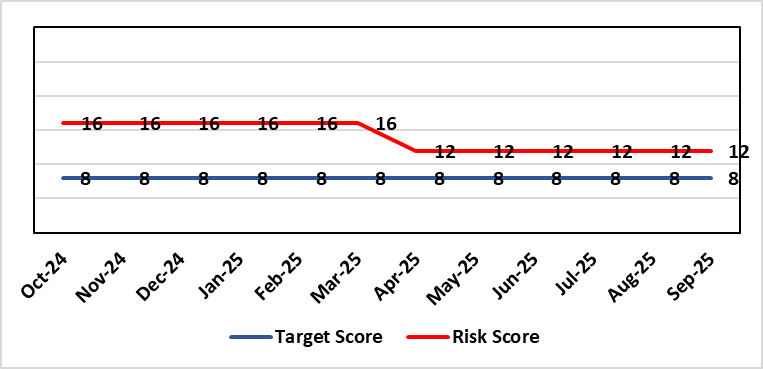 16 16 16 16 16 16
12 12 12 12 12 12
8 8 8 8 8 8 8 8 8 8 8 8
Oct-24 Nov-24 Dec-24 Jan-25 Feb-25 Mar-25 Apr-25 May-25 Jun-25 Jul-25 Aug-25 Sep-25
Target Score Risk Score